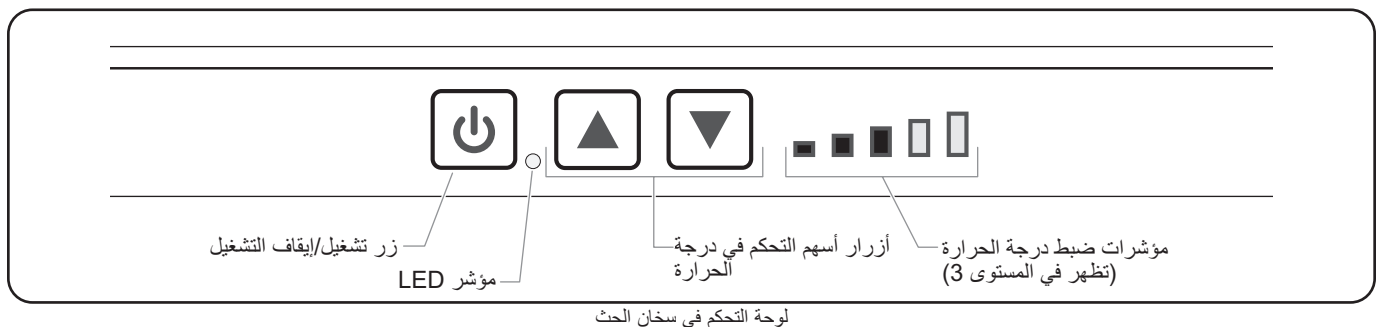 مؤشرات ضبط درجة الحرارة
(تظهر في المستوى 3)
أزرار أسهم التحكم في درجة
الحرارة
زر تشغيل/إيقاف التشغيل
مؤشر LED
لوحة التحكم في سخان الحث